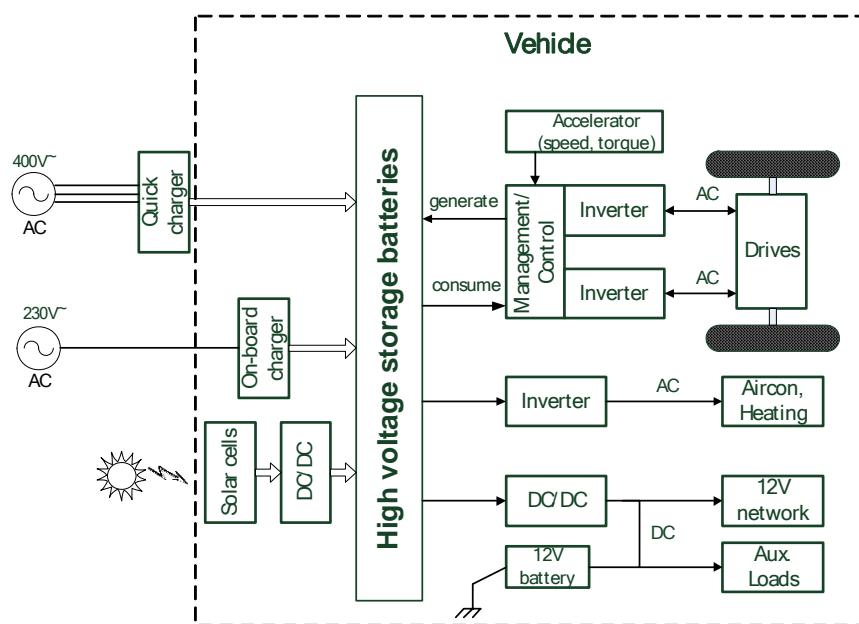 Vehicle
Accelerator
(speed, torque)
400V~
AC
Quick
charger
High voltage storage batteries
generate
consume
Management/
Control
Inverter
AC
Inverter
AC
Drives
230V~
AC
On-board
charger
Inverter
AC
Aircon,
Heating
Solar cells
DC/DC
DC/DC
DC
12V
network
12V
battery
Aux.
Loads